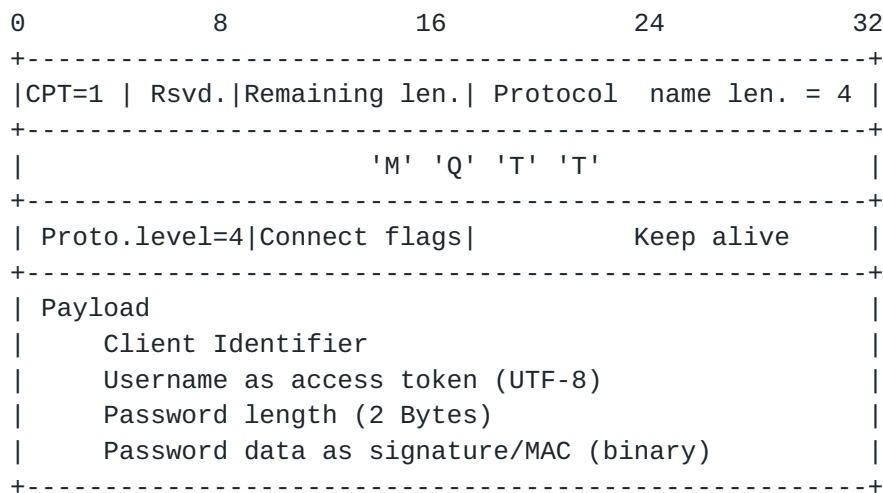 0            8            16            24            32
+------------------------------------------------------+
|CPT=1 | Rsvd.|Remaining len.| Protocol  name len. = 4 |
+------------------------------------------------------+
|                      'M' 'Q' 'T' 'T'                 |
+------------------------------------------------------+
| Proto.level=4|Connect flags|          Keep alive     |
+------------------------------------------------------+
| Payload                                              |
|     Client Identifier                                |
|     Username as access token (UTF-8)                 |
|     Password length (2 Bytes)                        |
|     Password data as signature/MAC (binary)          |
+------------------------------------------------------+